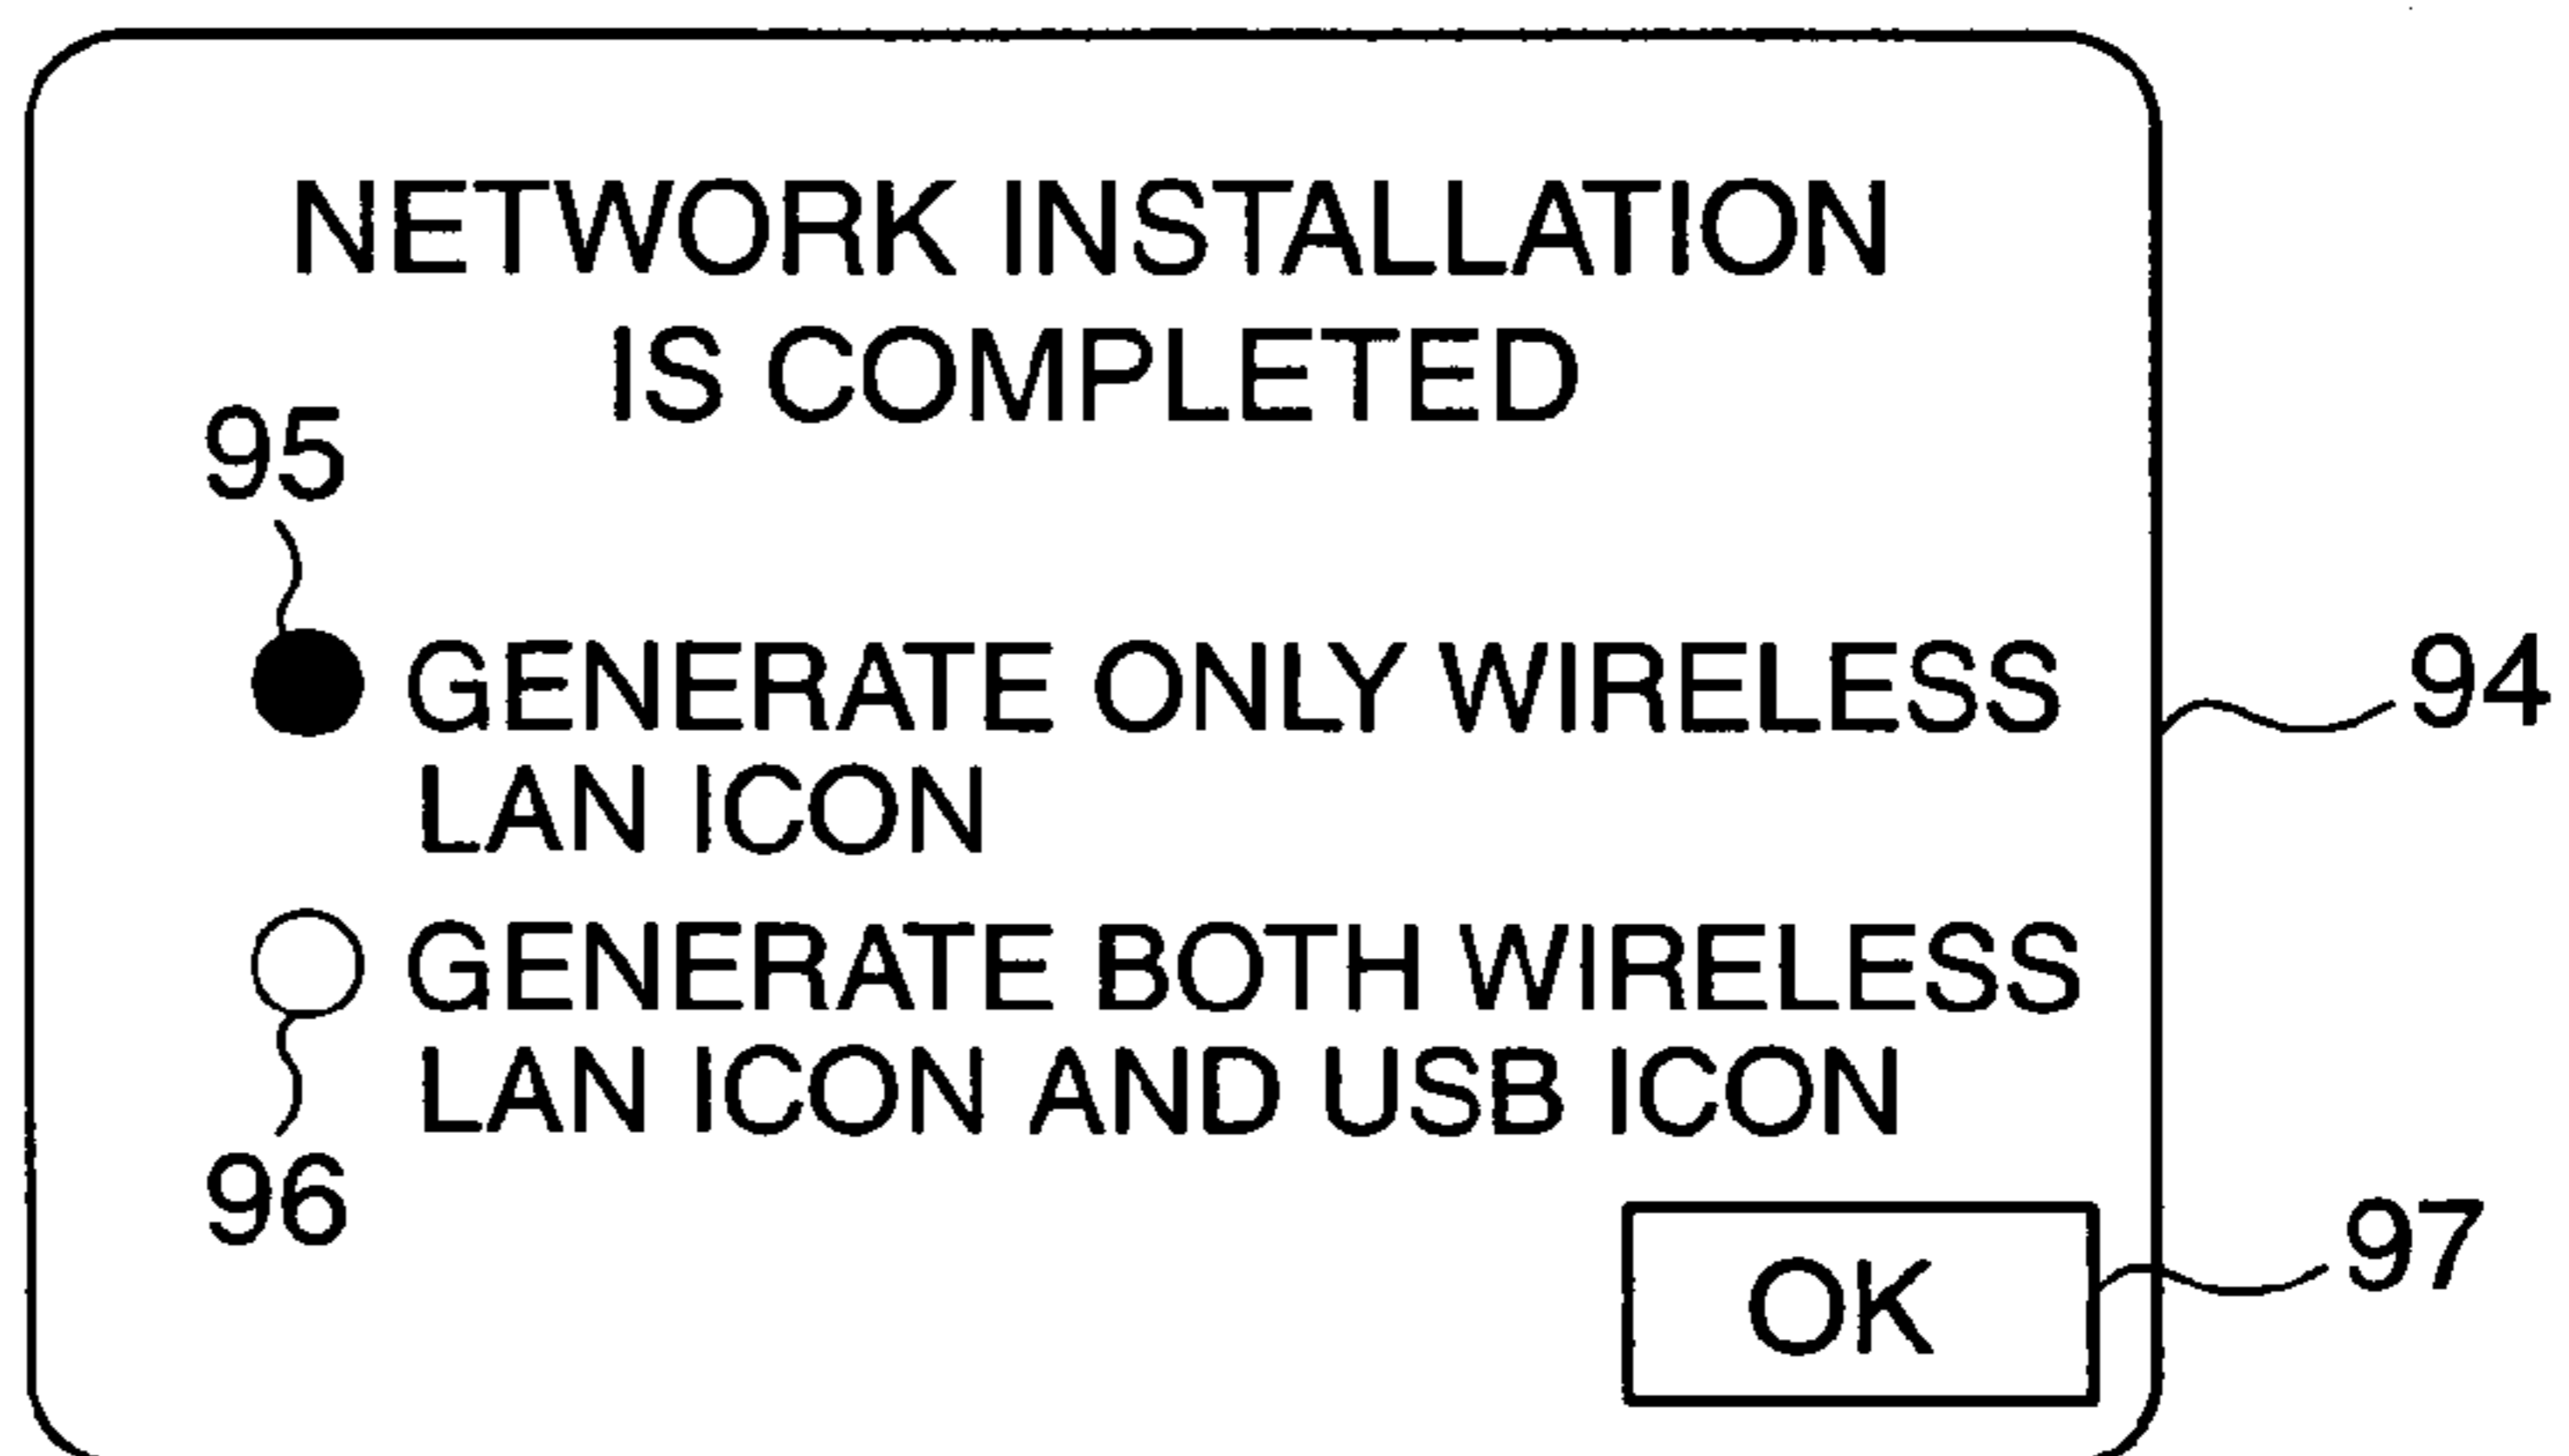 NETWORK INSTALLATION
IS COMPLETED
95
GENERATE ONLY WIRELESS
LAN ICON
94
GENERATE BOTH WIRELESS
LAN ICON AND USB ICON
96
OK
97